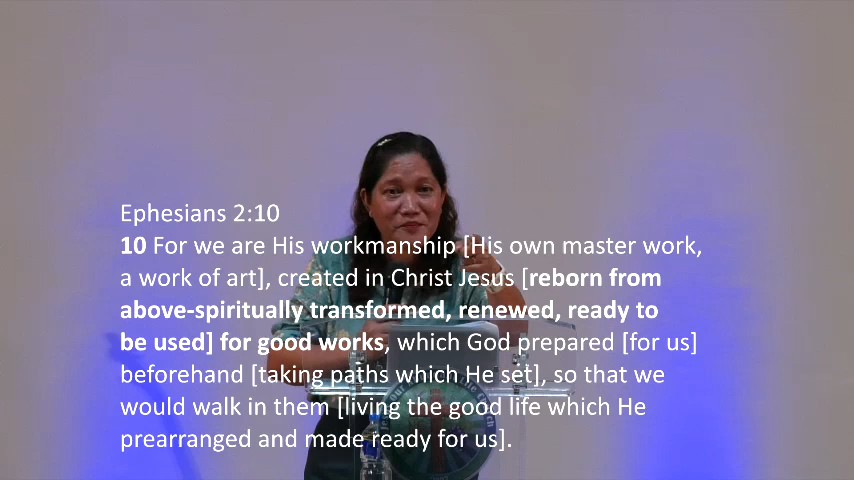 Ephesians 2:10
10 For we are His workmanship [His own master work,
a work of art], created in Christ Jesus [reborn from
above-spiritually transformed, renewed, ready to
be used] for good works, which God prepared [for us]
beforehand [taking paths which He set], so that we
would walk in them [living the good life which He
prearranged and made ready for us].